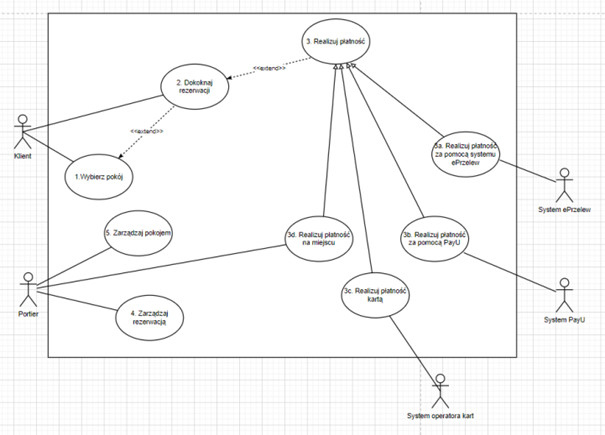 3. Realizuj płatność
<<extend>>
2. Dokoknaj
rezerwacji
<<extend>>
Klient
1.Wybierz pokój
3a. Realizuj płatność
za pomocą systemu
ePrzelew
System ePrzelew
5. Zarządzaj pokojem
3d. Realizuj płatność
na miejscu
3b. Realizuj płatność
za pomocą PayU
3c. Realizuj płatność
kartą
Portier
4. Zarządzaj
rezerwacją
System PayU
System operatora kart